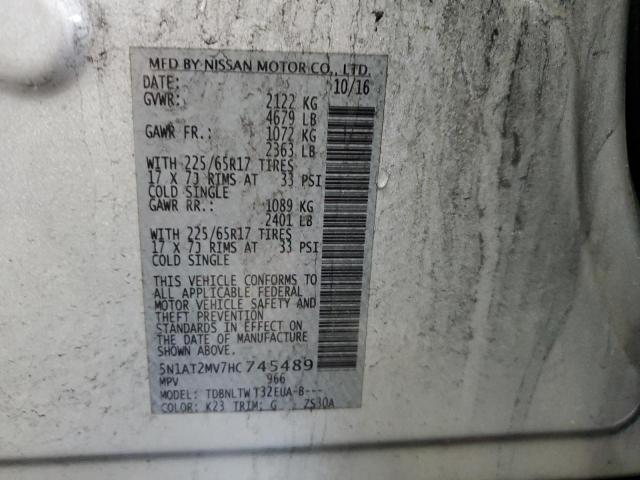 MFD BY NISSAN MOTOR CO., LTD.
DATE: 10/16
GVWR: 2122 KG
4679 LB
GAWR FR.: 1072 KG
2363 LB
WITH 225/65R17 TIRES
17 X 7J RIMS AT 33 PSI
COLD SINGLE
GAWR RR.: 1089 KG
2401 LB
WITH 225/65R17 TIRES
17 X 7J RIMS AT 33 PSI
COLD SINGLE
THIS VEHICLE CONFORMS TO
ALL APPLICABLE FEDERAL
MOTOR VEHICLE SAFETY AND
THEFT PREVENTION
STANDARDS IN EFFECT ON
THE DATE OF MANUFACTURE
SHOWN ABOVE.
5N1AT2MV7HC745489
MPV 966
MODEL: TDBNLTWT32EUA-B---
COLOR: K23 TRIM: G ZS30A